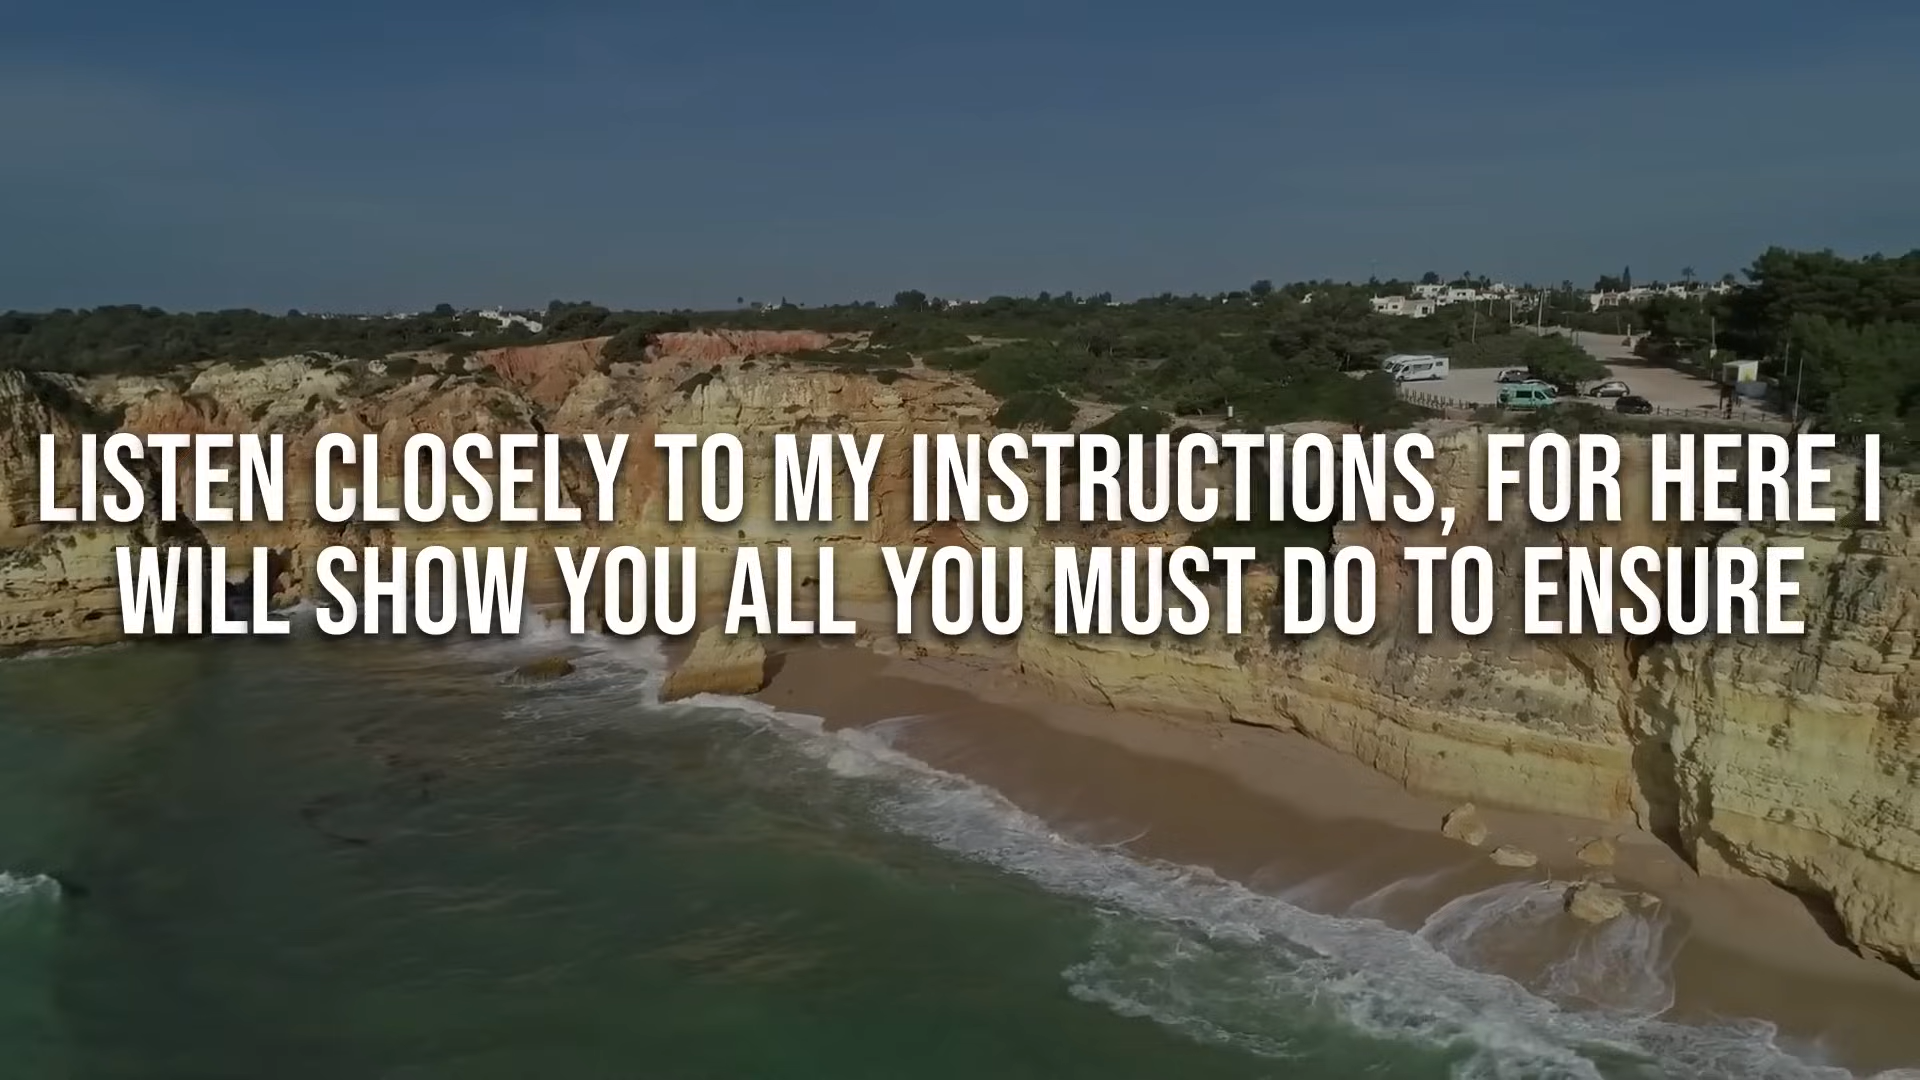 LISTEN CLOSELY TO MY INSTRUCTIONS, FOR HERE I
WILL SHOW YOU ALL YOU MUST DO TO ENSURE